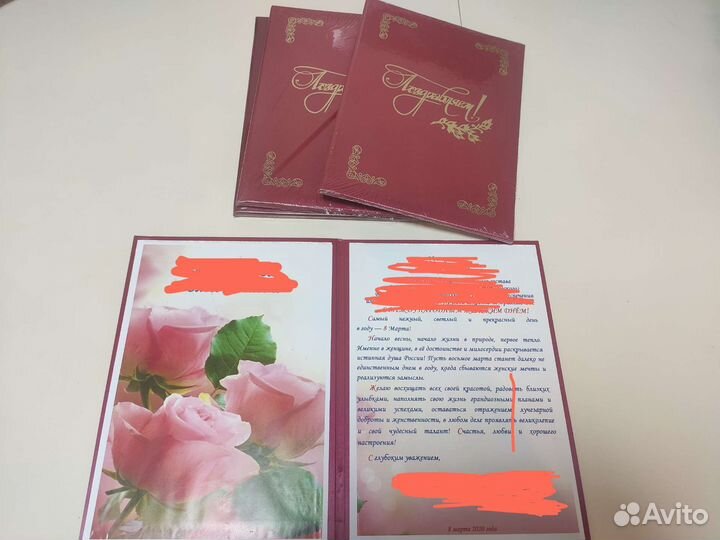 Поздравляем!
Поздравляем!
ДНЁМ!
Самый нежный, светлый и прекрасный день
в году — 8 Марта!
Начало весны, начало жизни в природе, первое тепло.
Именно в женщине, в её достоинстве и милосердии раскрывается
истинная душа России! Пусть восьмое марта станет далеко не
единственным днем в году, когда сбываются женские мечты и
реализуются замыслы.
Желаю восхищать всех своей красотой, радовать близких
улыбками, наполнять свою жизнь грандиозными планами и
великими успехами, оставаться отражением лучезарной
доброты и женственности, в любом деле проявлять великолепие
и свой чудесный талант! Счастья, любви и хорошего
настроения!
С глубоким уважением,
8 марта 2020 года
Avito